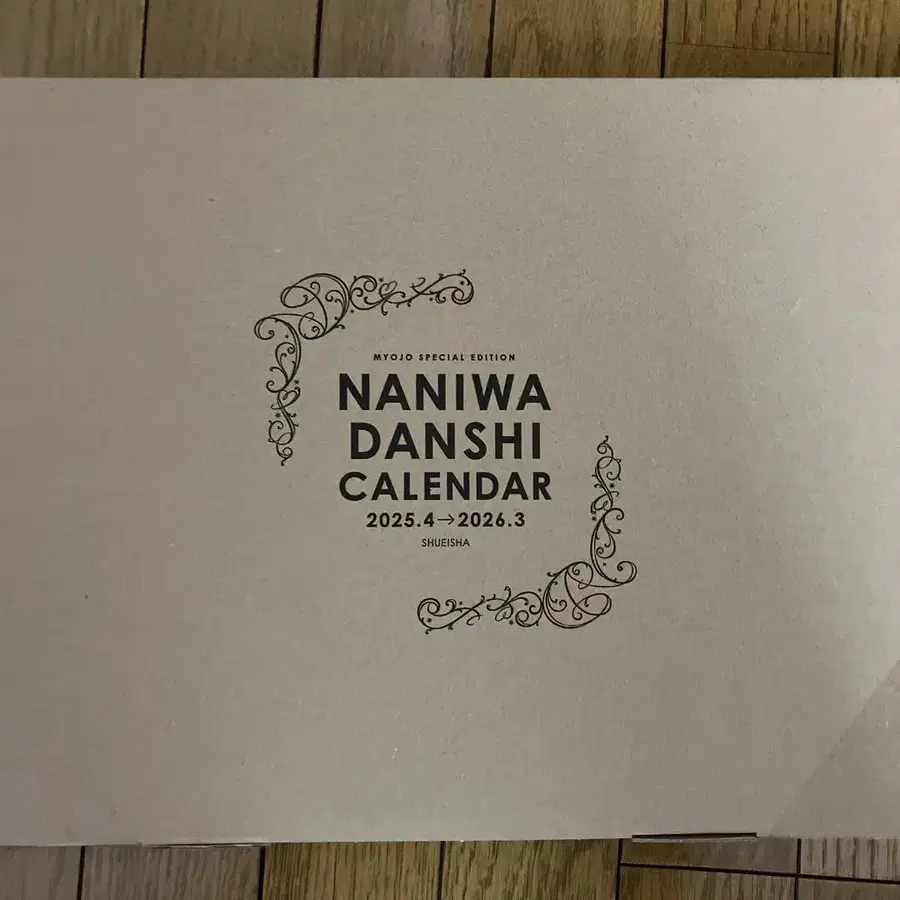 MYOJO SPECIAL EDITION
NANIWA
DANSHI
CALENDAR
2025.4→2026.3
SHUEISHA